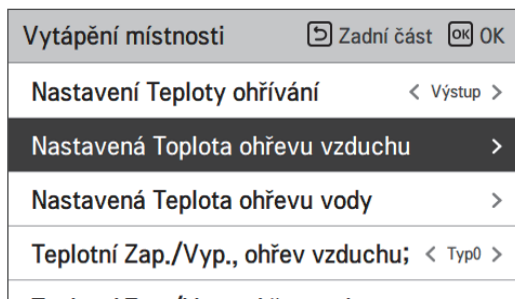 Vytápění místnosti Zadní část OK OK
Nastavení Teploty ohřívání < Výstup >
Nastavená Toplota ohřevu vzduchu >
Nastavená Teplota ohřevu vody >
Teplotní Zap./Vyp., ohřev vzduchu; < Typ0 >